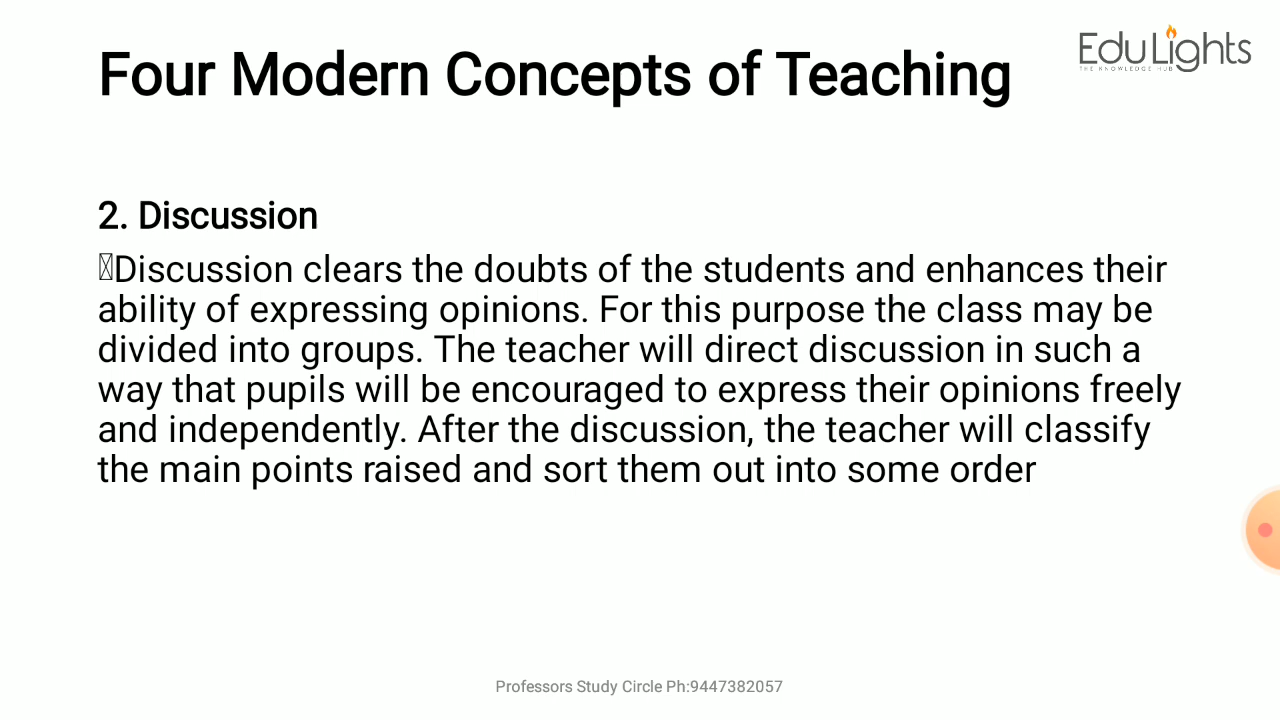 Four Modern Concepts of Teaching
EduLights
THE KNOWLEDGE HUB
2. Discussion
Discussion clears the doubts of the students and enhances their
ability of expressing opinions. For this purpose the class may be
divided into groups. The teacher will direct discussion in such a
way that pupils will be encouraged to express their opinions freely
and independently. After the discussion, the teacher will classify
the main points raised and sort them out into some order
Professors Study Circle Ph:9447382057